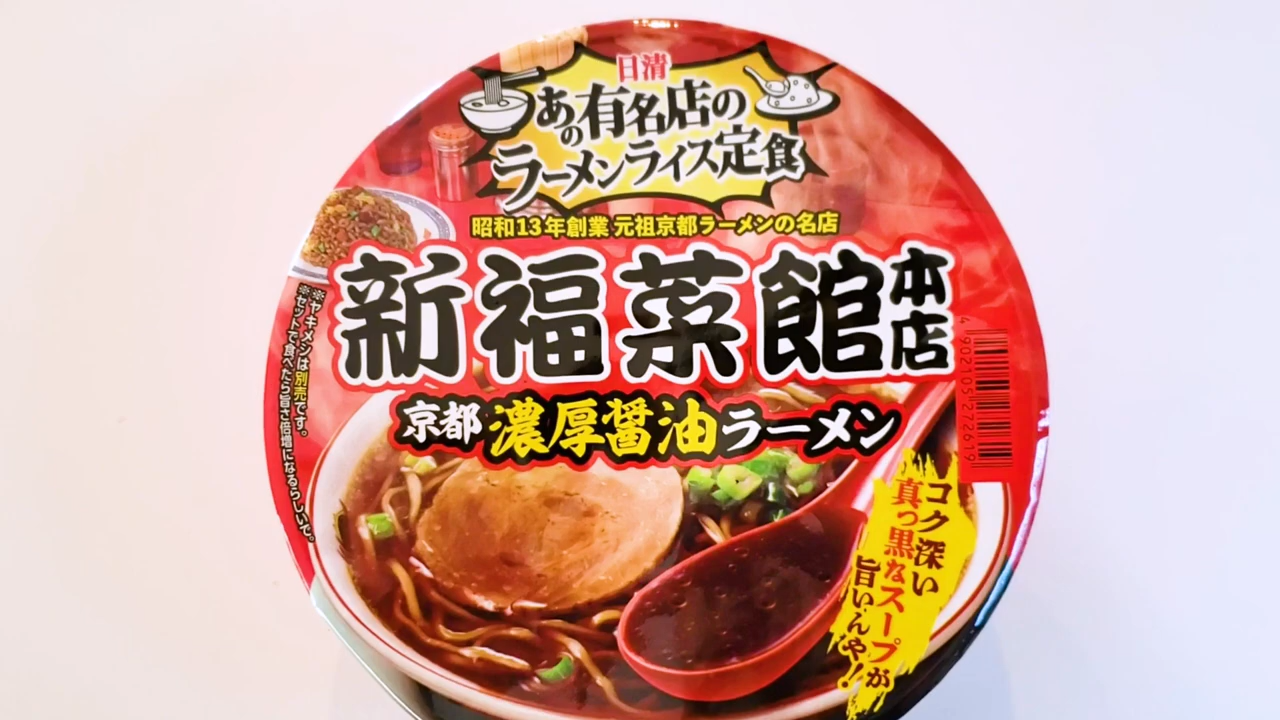 日清
あの有名店の
ラーメンライス定食
昭和13年創業 元祖京都ラーメンの名店
新福菜館本店
京都濃厚醤油ラーメン
※ヤキメシは別売です。
※セットで食べたら旨さ倍増になるらしいで。
4902105272619
コク深い
真っ黒なスープが
旨いんや!